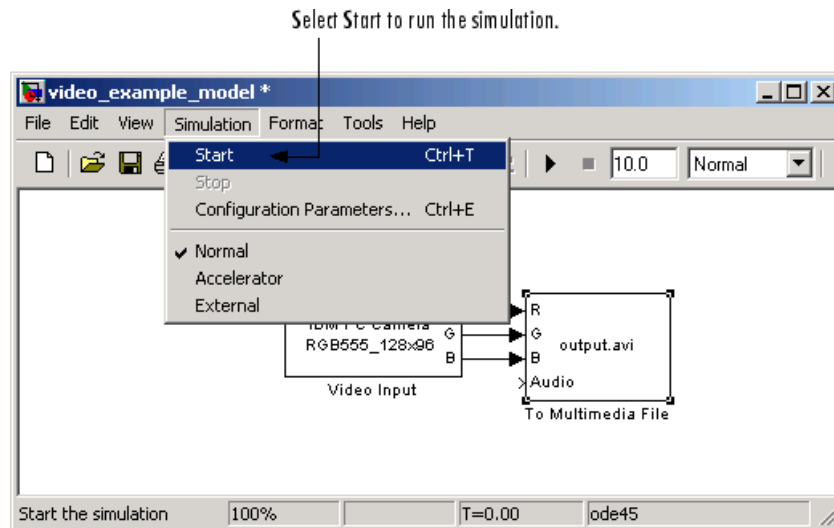 Select Start to run the simulation.
video_example_model *
File Edit View Simulation Format Tools Help
10.0 Normal
Start Ctrl+T
Stop
Configuration Parameters... Ctrl+E
Normal
Accelerator
External
R
G
RGB555_128x96
B
G
B
output.avi
Audio
Video Input
To Multimedia File
Start the simulation 100% T=0.00 ode45